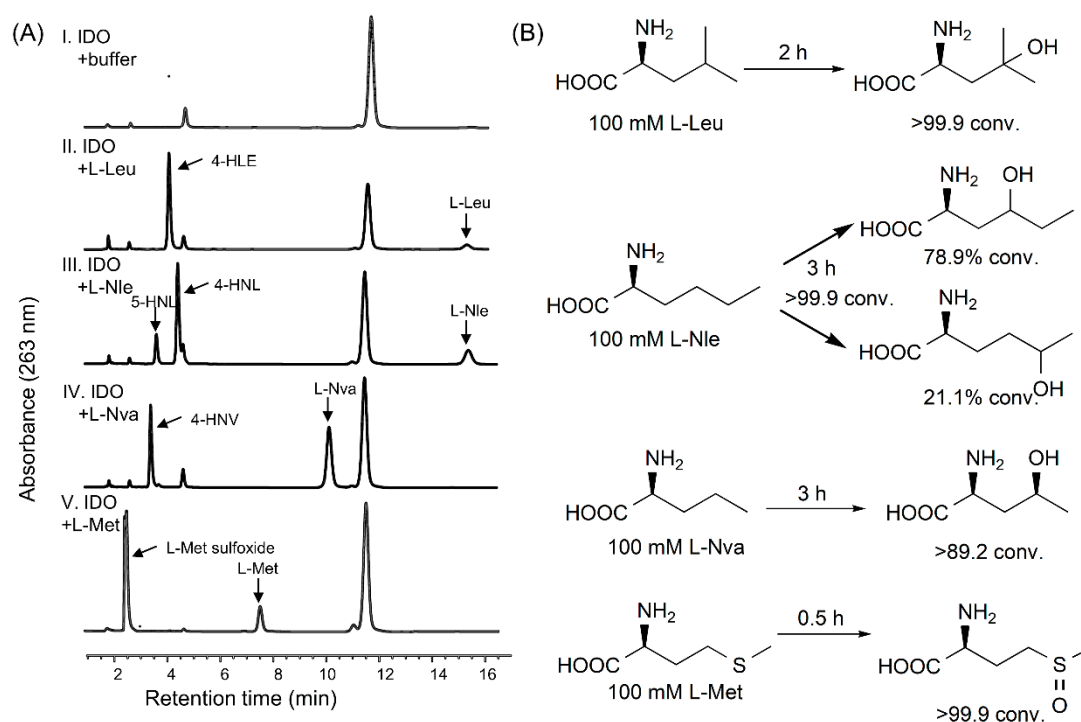 (A)
I. IDO
+buffer
II. IDO
+L-Leu
4-HLE
L-Leu
III. IDO
+L-Nle
5-HNL
4-HNL
L-Nle
IV. IDO
+L-Nva
4-HNV
L-Nva
V. IDO
+L-Met
L-Met sulfoxide
L-Met
Absorbance (263 nm)
2 4 6 8 10 12 14 16
Retention time (min)
(B)
NH2
HOOC
100 mM L-Leu
2 h
NH2
OH
HOOC
>99.9 conv.
NH2
HOOC
100 mM L-Nle
3 h
>99.9 conv.
NH2 OH
HOOC
78.9% conv.
NH2
HOOC
OH
21.1% conv.
NH2
HOOC
100 mM L-Nva
3 h
NH2 OH
HOOC
>89.2 conv.
NH2
HOOC
S
100 mM L-Met
0.5 h
NH2
HOOC
S
O
>99.9 conv.